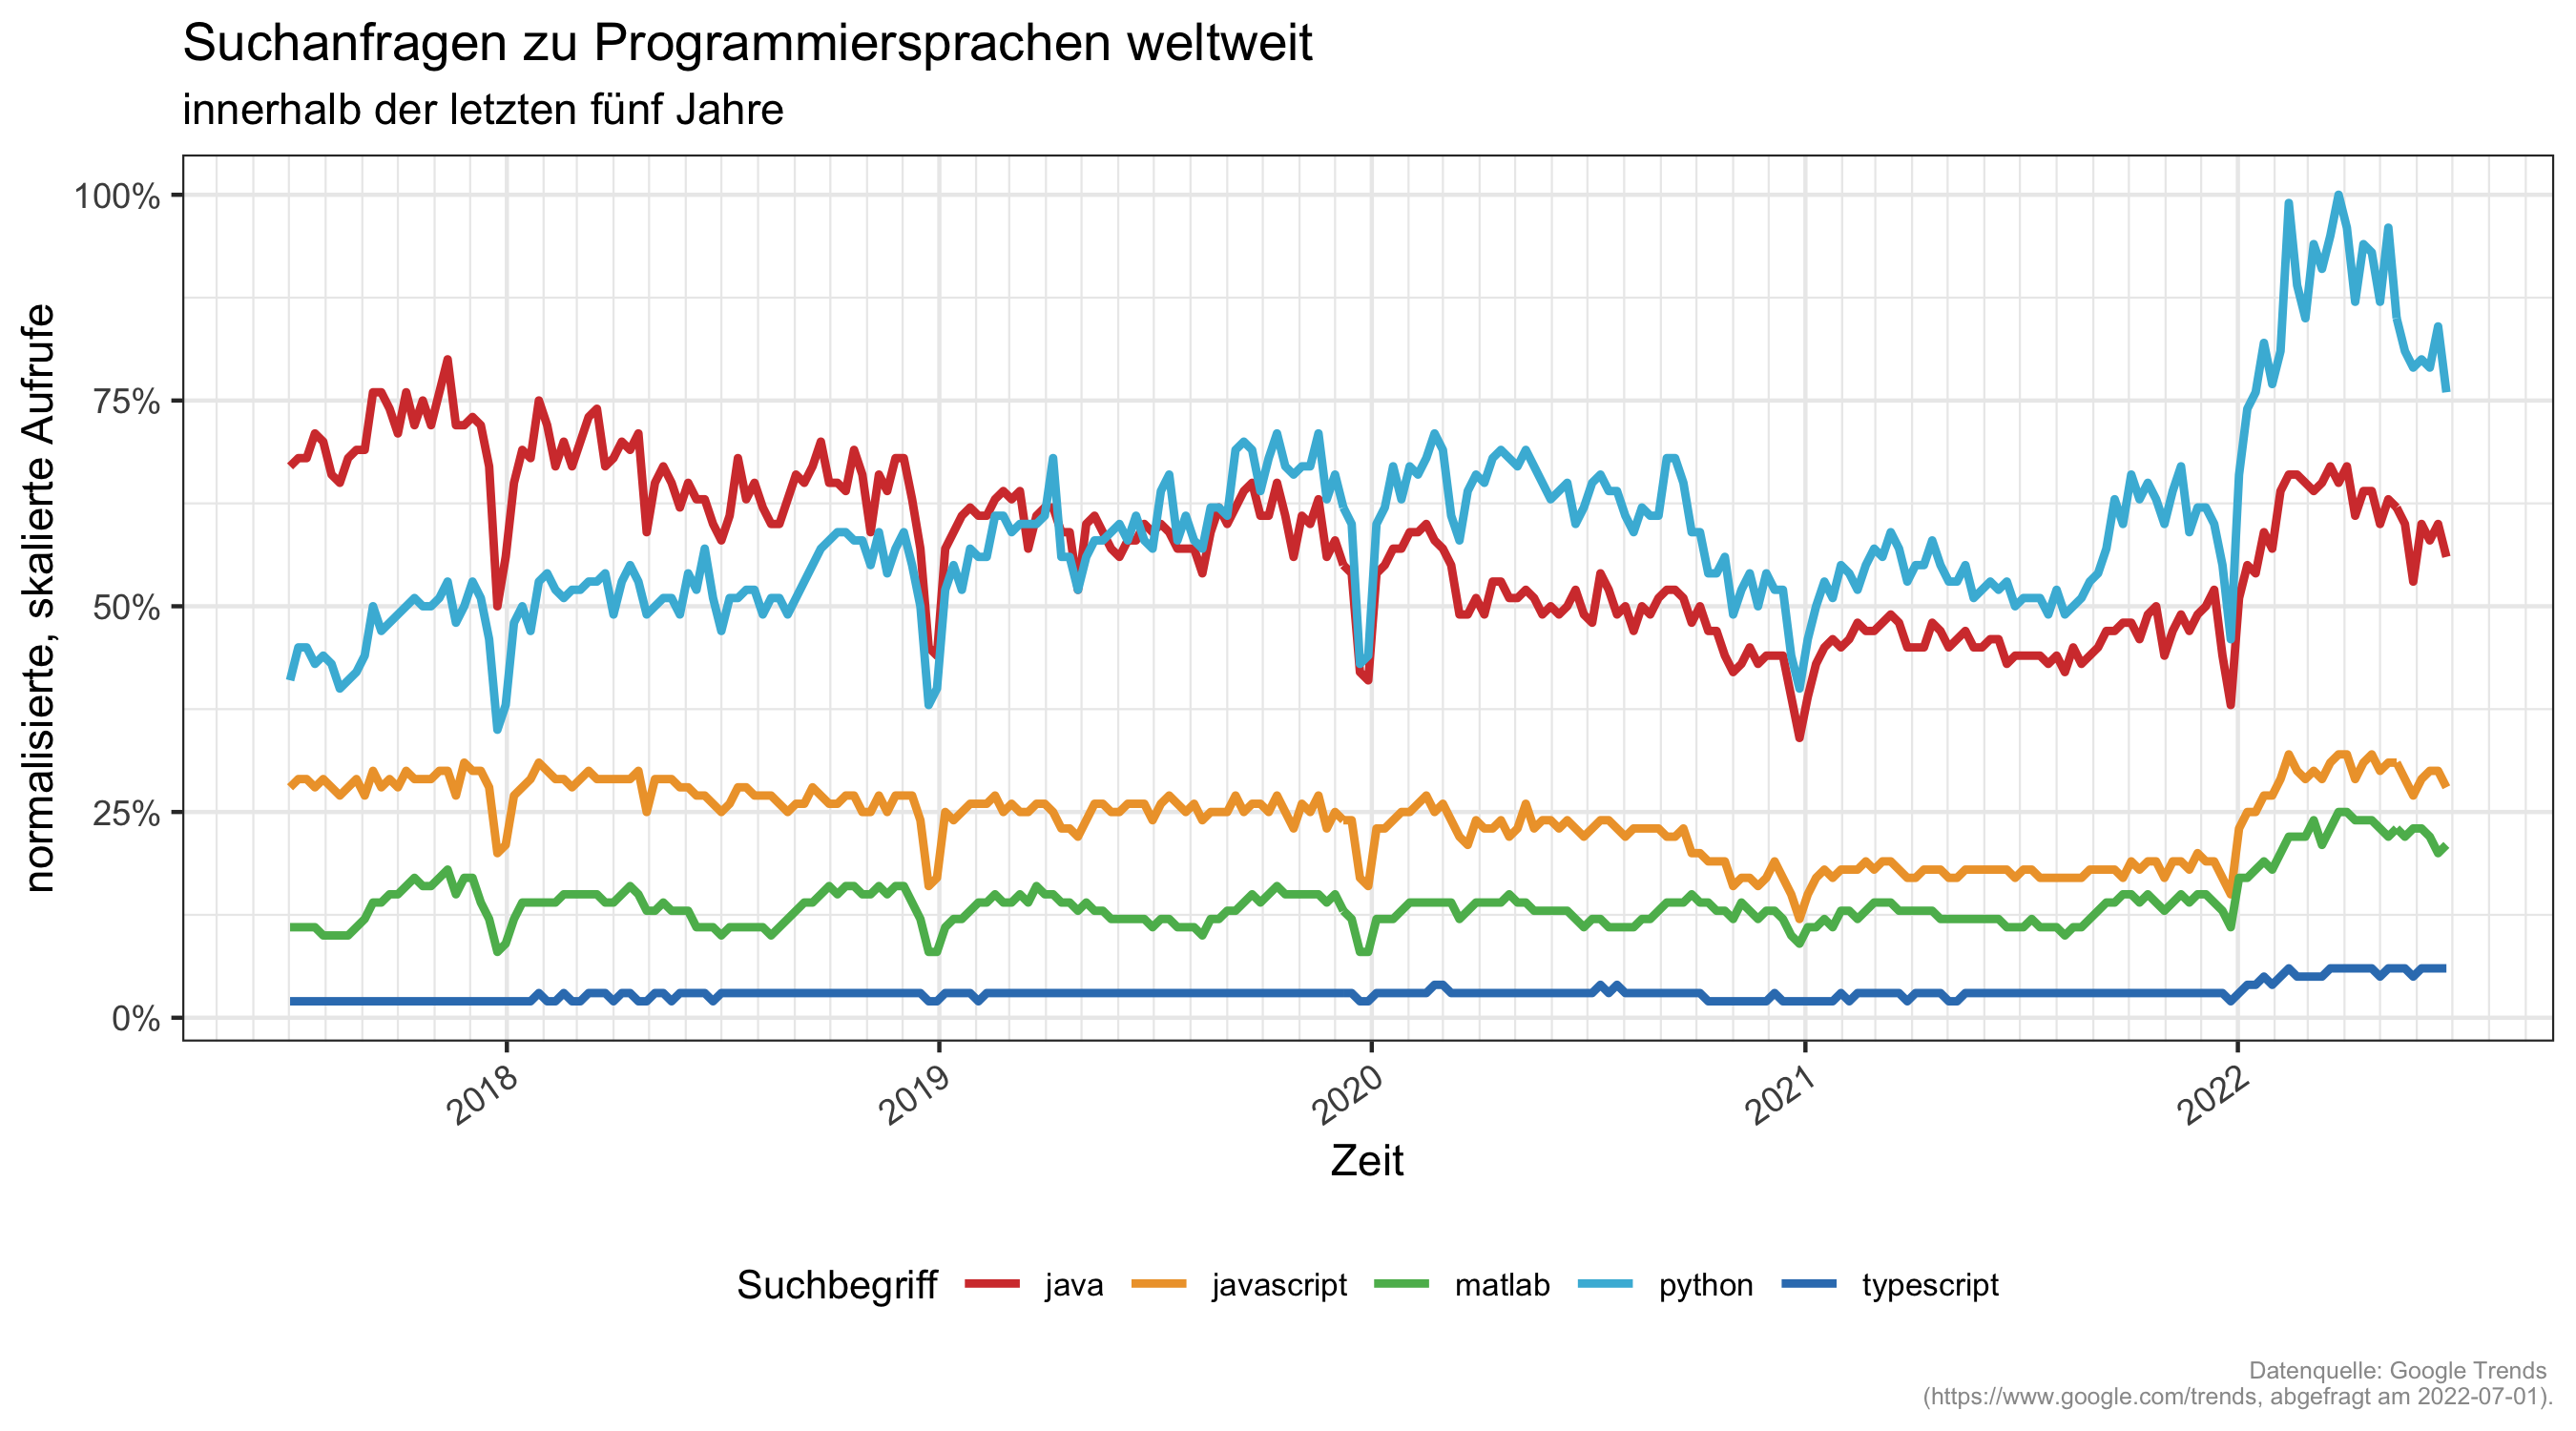 Suchanfragen zu Programmiersprachen weltweit
innerhalb der letzten fünf Jahre
normalisierte, skalierte Aufrufe
100%
75%
50%
25%
0%
2018
2019
2020
2021
2022
Zeit
Suchbegriff java javascript matlab python typescript
Datenquelle: Google Trends
(https://www.google.com/trends, abgefragt am 2022-07-01).